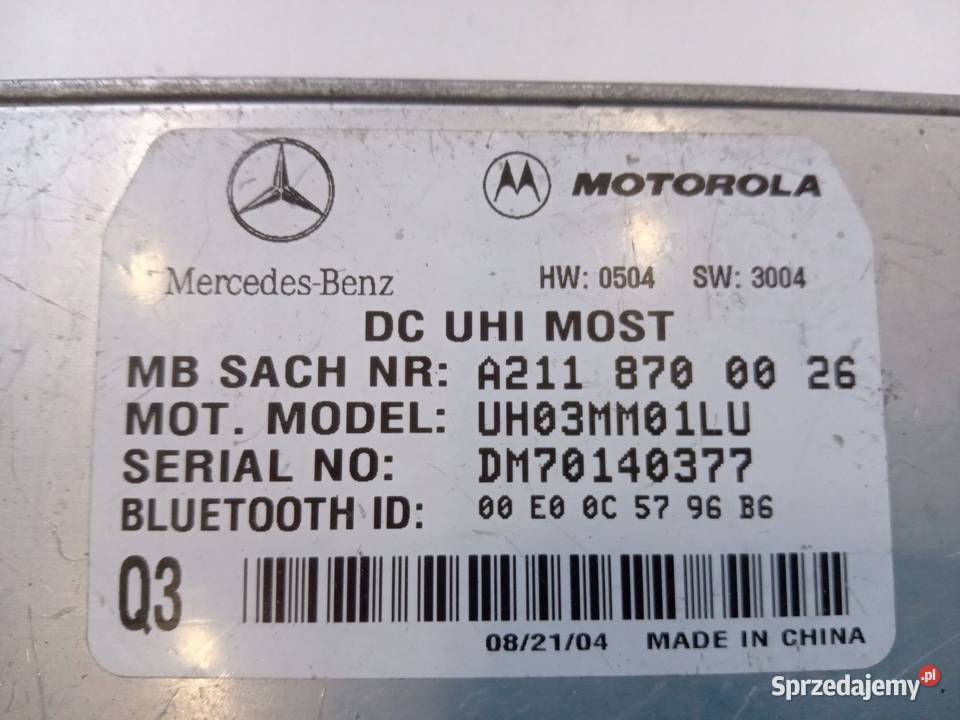 MOTOROLA
Mercedes-Benz
HW: 0504 SW: 3004
DC UHI MOST
MB SACH NR: A211 870 00 26
MOT. MODEL: UH03MM01LU
SERIAL NO: DM70140377
BLUETOOTH ID: 00 E0 0C 57 96 B6
Q3
08/21/04 MADE IN CHINA
Sprzedajemy.pl